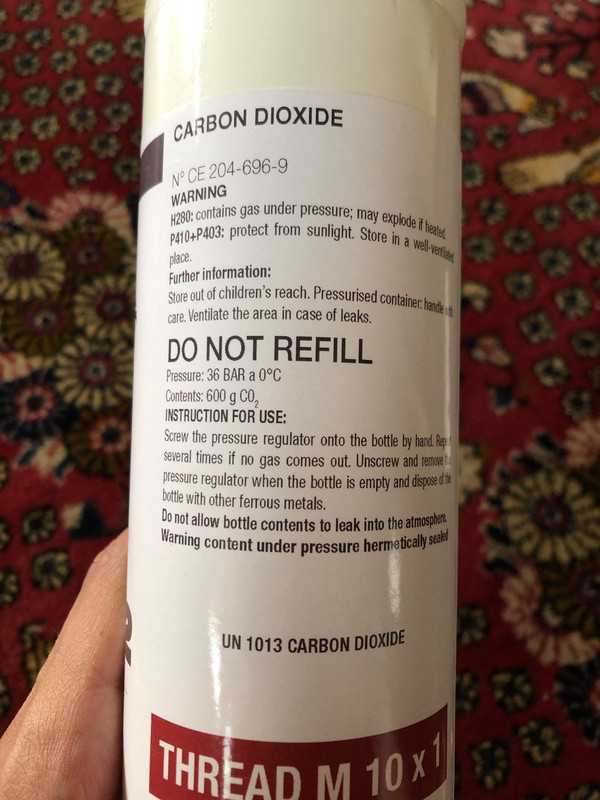 CARBON DIOXIDE
N° CE 204-696-9
WARNING
H280: contains gas under pressure; may explode if heated.
P410+P403: protect from sunlight. Store in a well-ventilated
place.
Further information:
Store out of children's reach. Pressurised container: handle with
care. Ventilate the area in case of leaks.
DO NOT REFILL
Pressure: 36 BAR a 0°C
Contents: 600 g CO₂
INSTRUCTION FOR USE:
Screw the pressure regulator onto the bottle by hand. Repeat
several times if no gas comes out. Unscrew and remove the
pressure regulator when the bottle is empty and dispose of the
bottle with other ferrous metals.
Do not allow bottle contents to leak into the atmosphere.
Warning content under pressure hermetically sealed
UN 1013 CARBON DIOXIDE
THREAD M 10 x 1